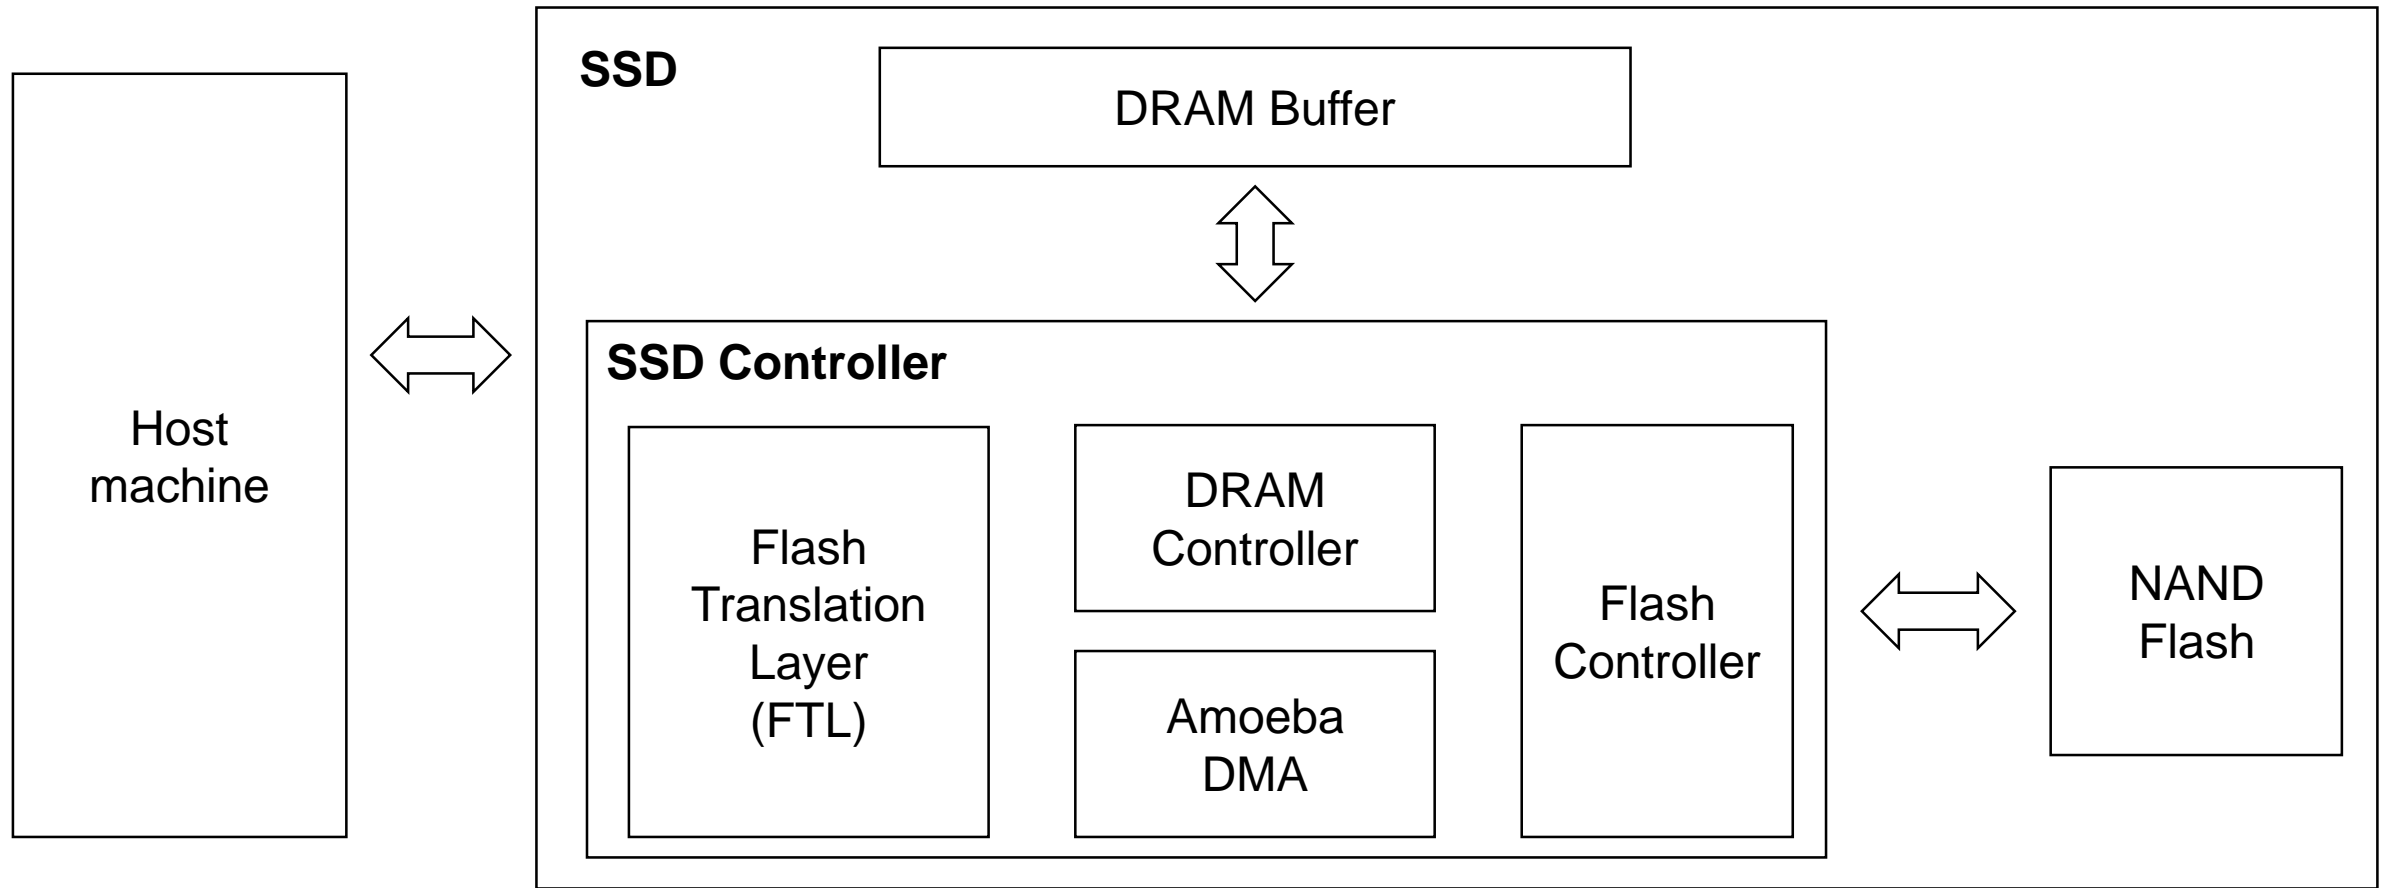 SSD
DRAM Buffer
Host
machine
SSD Controller
Flash
Translation
Layer
(FTL)
DRAM
Controller
Amoeba
DMA
Flash
Controller
NAND
Flash